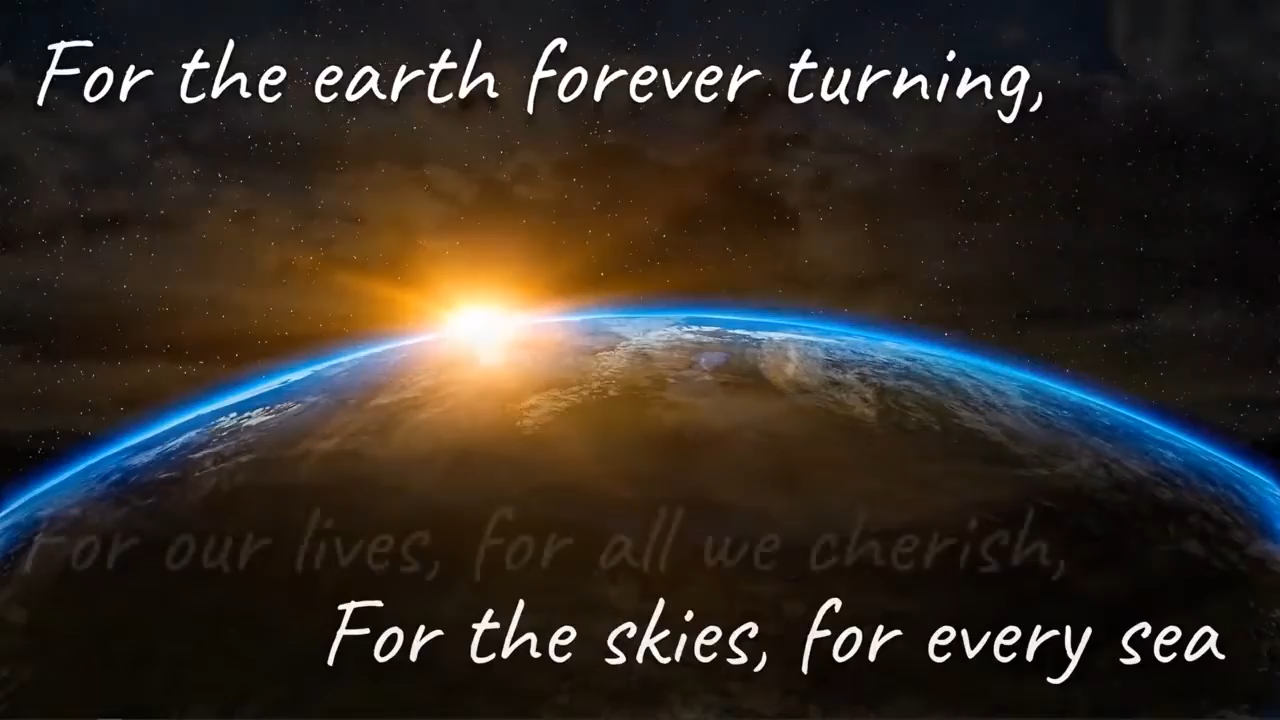 For the earth forever turning,
For our lives, for all we cherish,
For the skies, for every sea